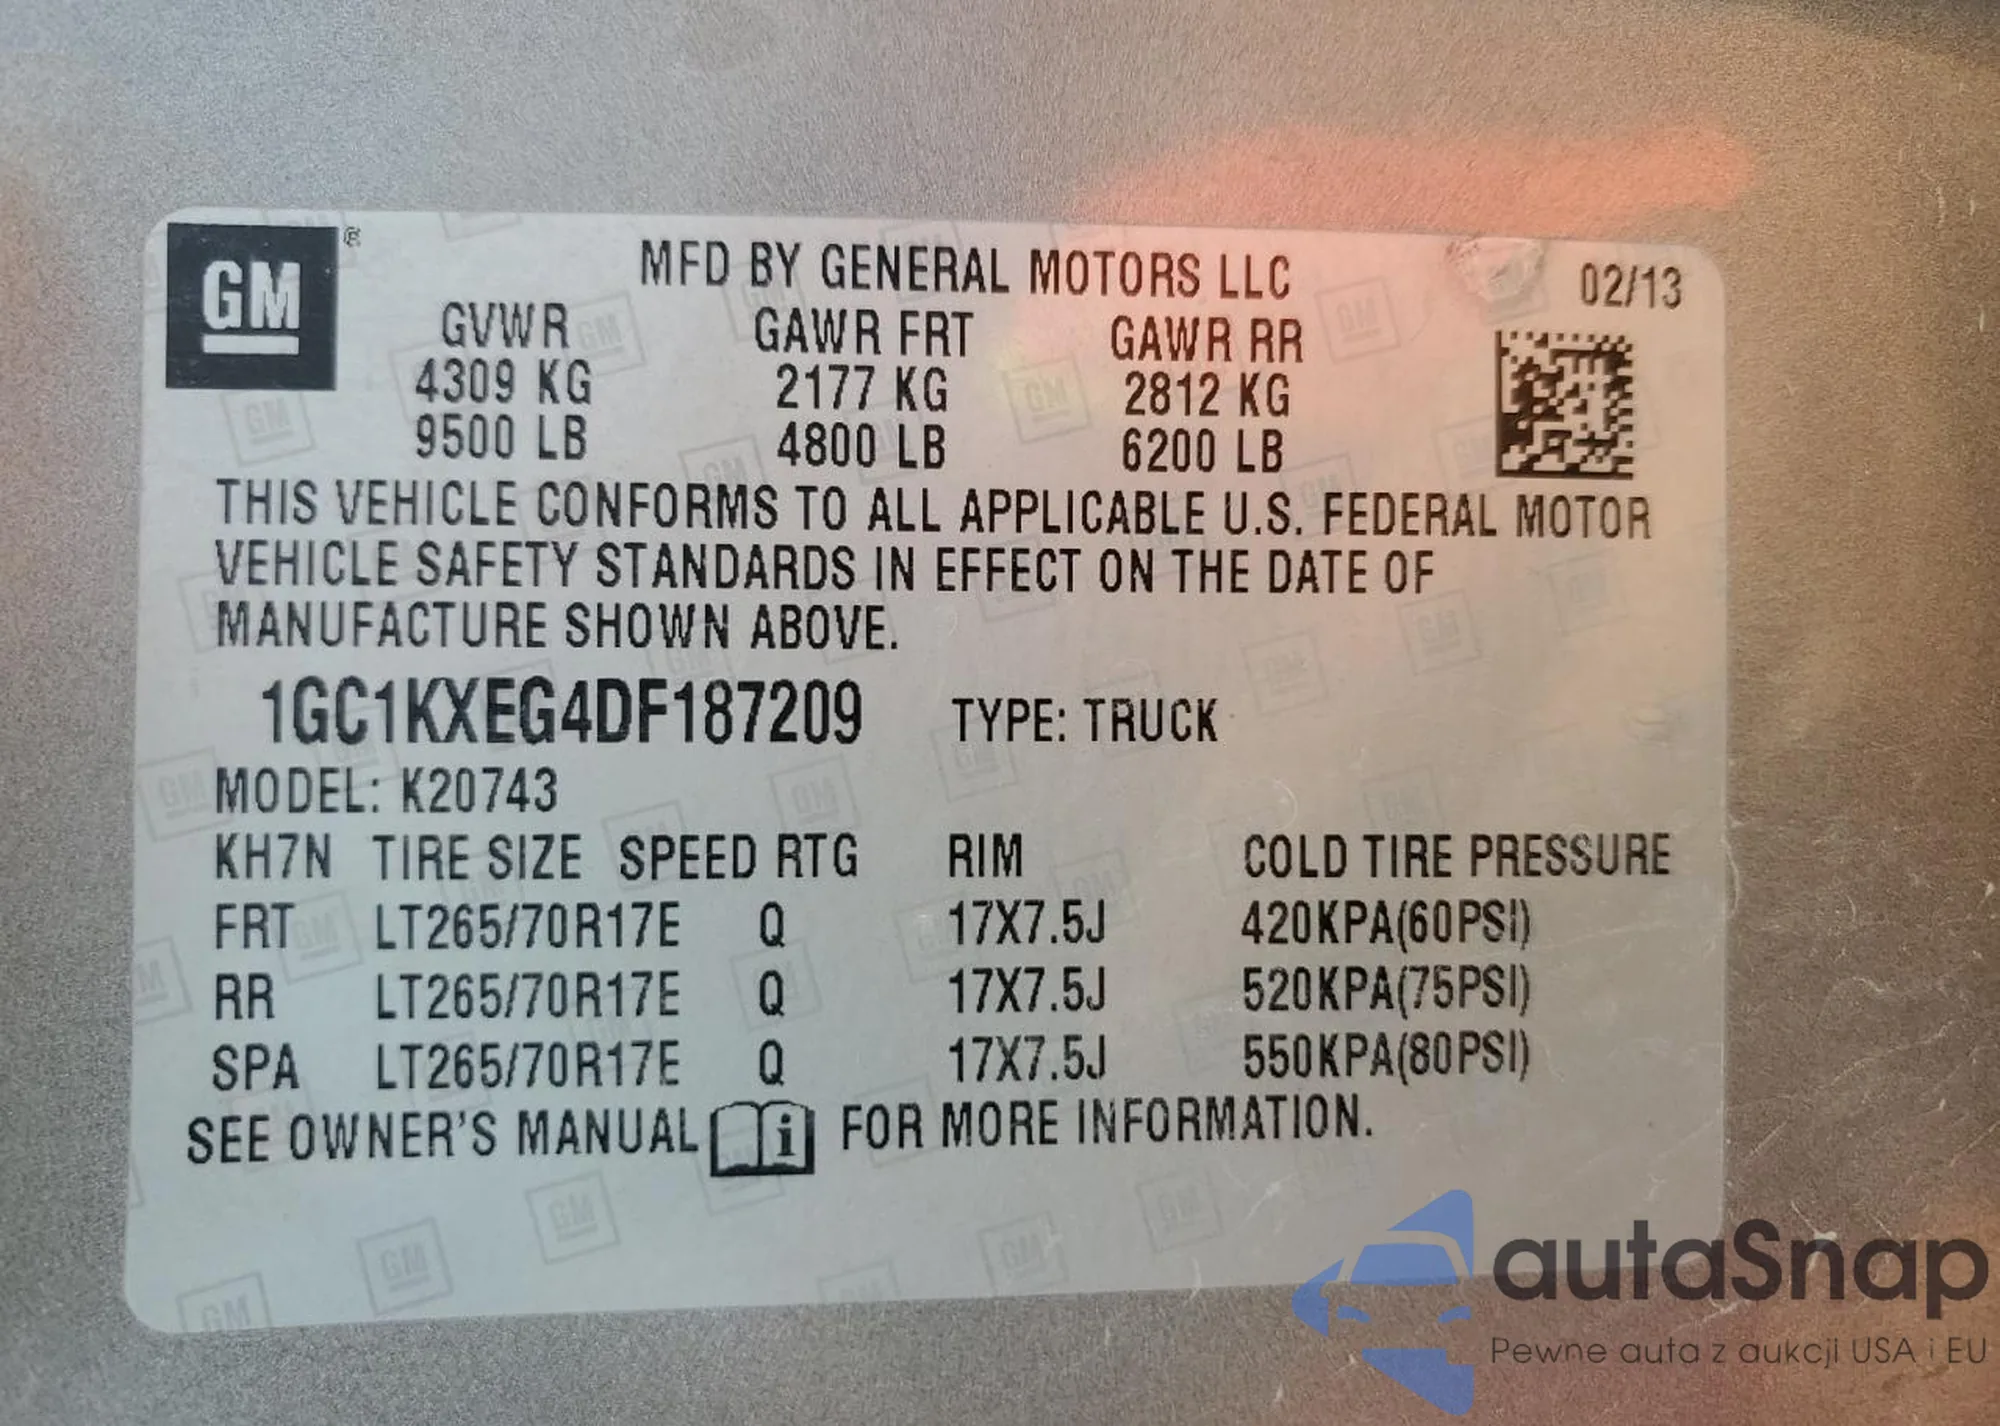 GM ®
MFD BY GENERAL MOTORS LLC 02/13
GVWR GAWR FRT GAWR RR
4309 KG 2177 KG 2812 KG
9500 LB 4800 LB 6200 LB
THIS VEHICLE CONFORMS TO ALL APPLICABLE U.S. FEDERAL MOTOR
VEHICLE SAFETY STANDARDS IN EFFECT ON THE DATE OF
MANUFACTURE SHOWN ABOVE.
1GC1KXEG4DF187209 TYPE: TRUCK
MODEL: K20743
KH7N TIRE SIZE SPEED RTG RIM COLD TIRE PRESSURE
FRT LT265/70R17E Q 17X7.5J 420KPA(60PSI)
RR LT265/70R17E Q 17X7.5J 520KPA(75PSI)
SPA LT265/70R17E Q 17X7.5J 550KPA(80PSI)
SEE OWNER'S MANUAL i FOR MORE INFORMATION.
autaSnap
Pewne auta z aukcji USA i EU